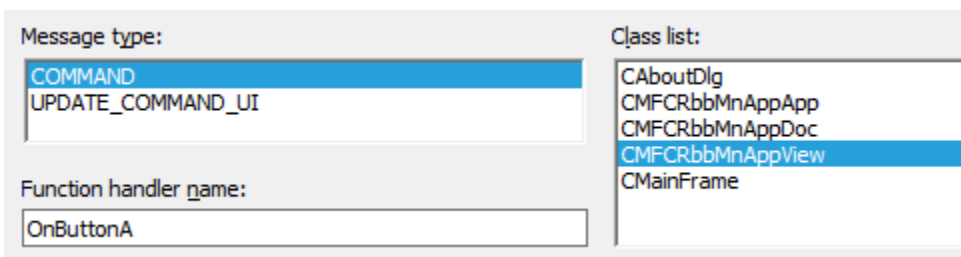 Message type:
COMMAND
UPDATE_COMMAND_UI
Function handler name:
OnButtonA
Class list:
CAboutDlg
CMFCRbbMnAppApp
CMFCRbbMnAppDoc
CMFCRbbMnAppView
CMainFrame